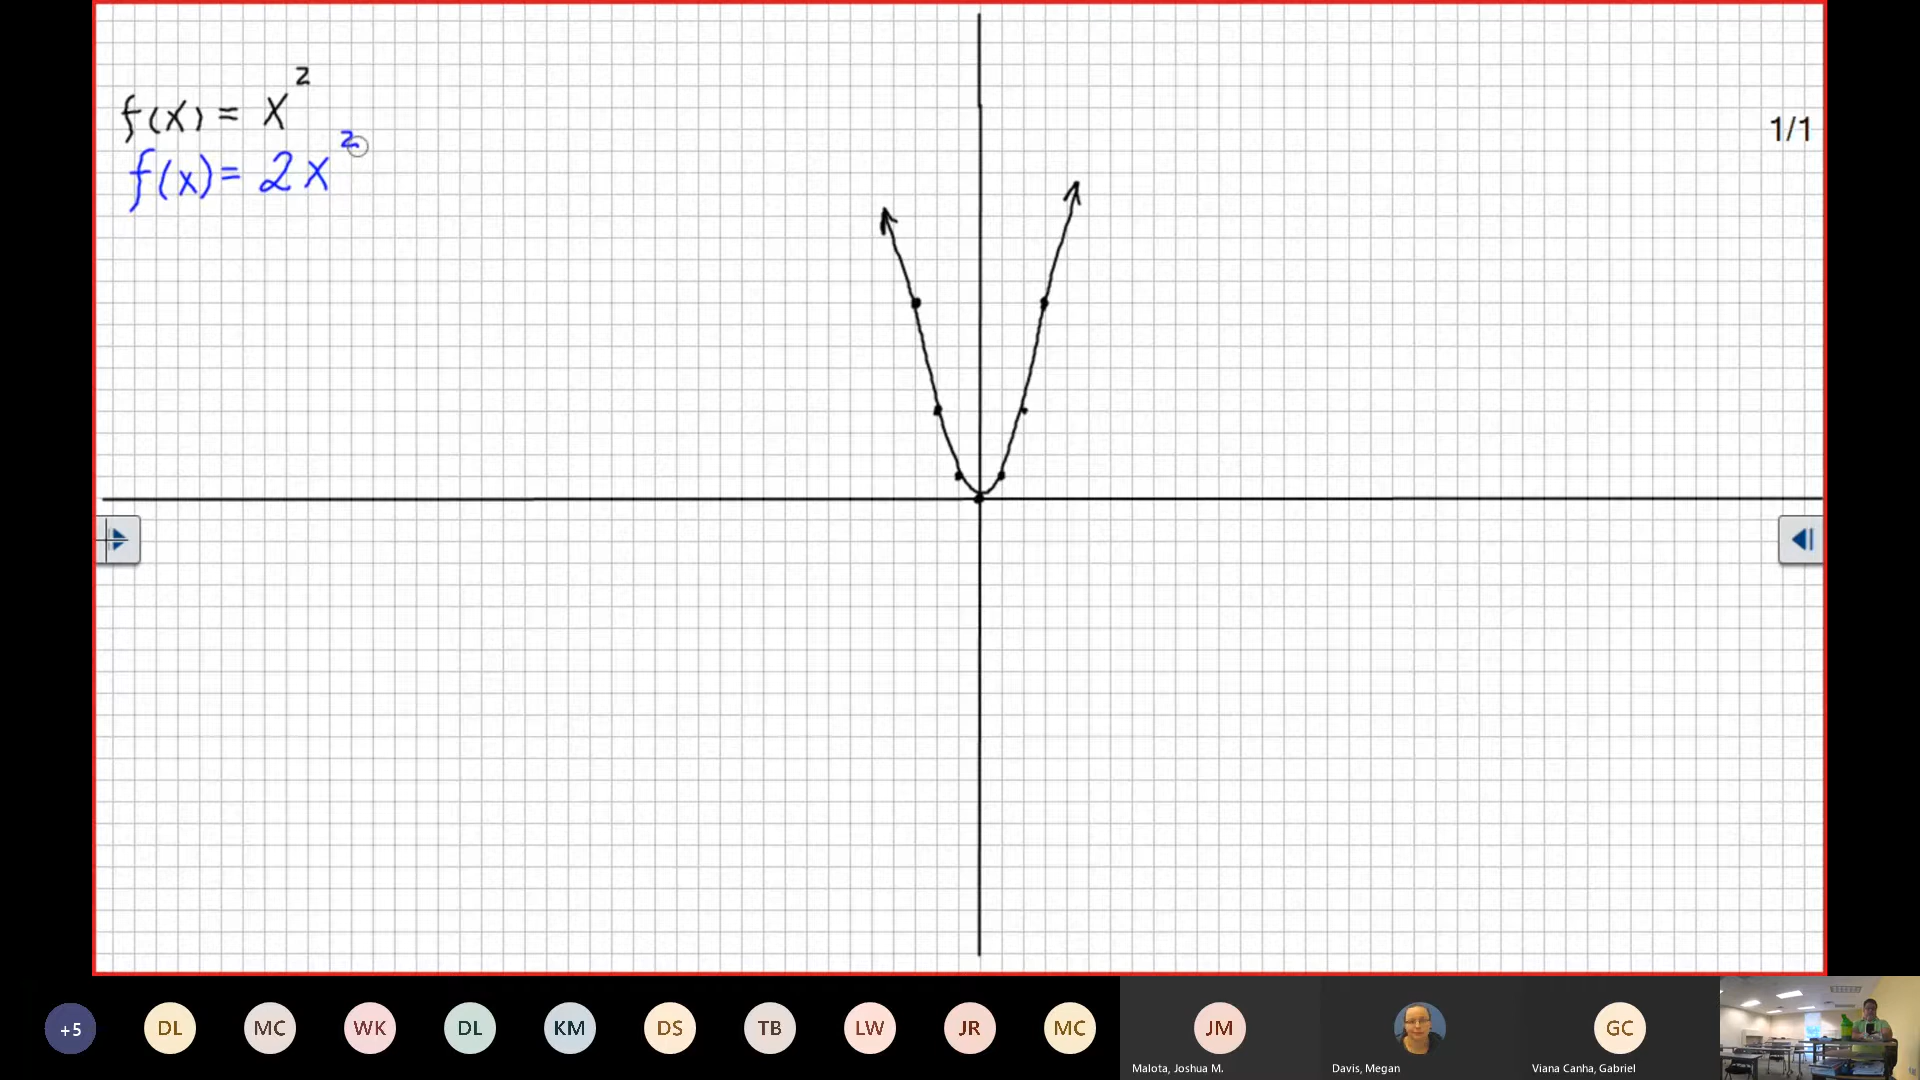 f(x) = x²
f(x) = 2x²
1/1
+5
DL
MC
WK
DL
KM
DS
TB
LW
JR
MC
JM
GC
Malota, Joshua M.
Davis, Megan
Viana Canha, Gabriel